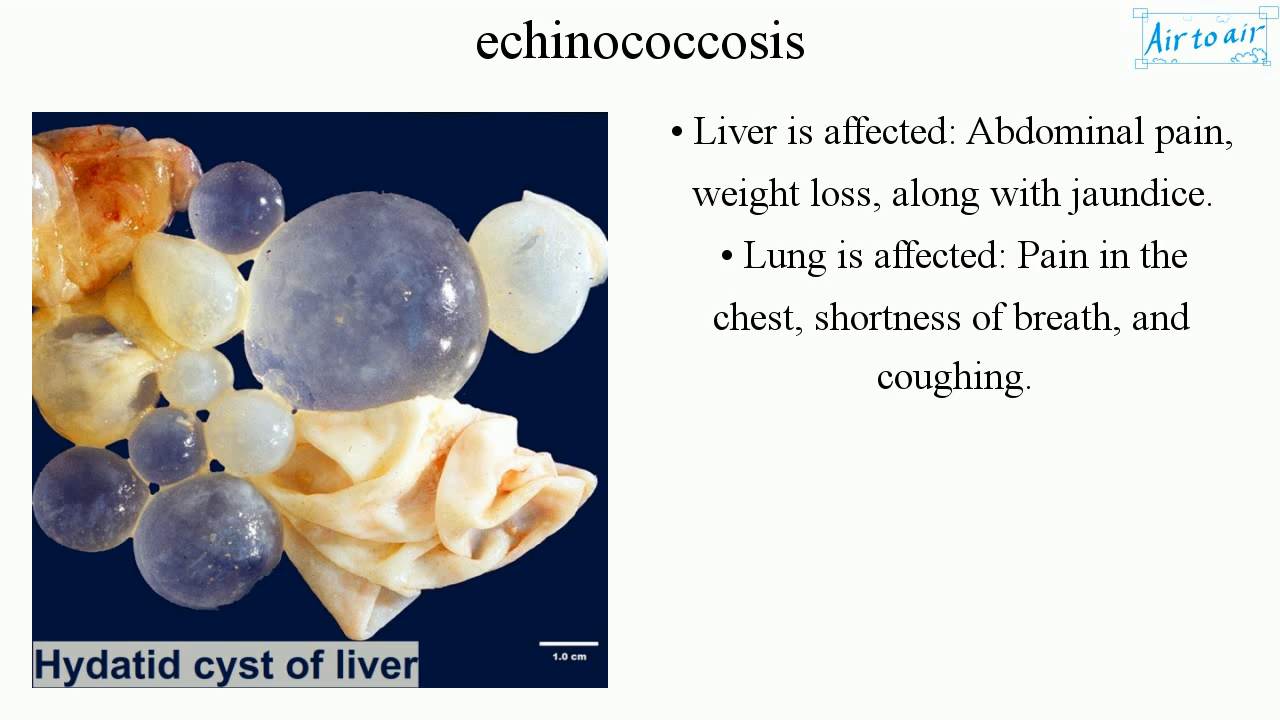 echinococcosis
Air to air
• Liver is affected: Abdominal pain,
weight loss, along with jaundice.
• Lung is affected: Pain in the
chest, shortness of breath, and
coughing.
Hydatid cyst of liver
1.0 cm